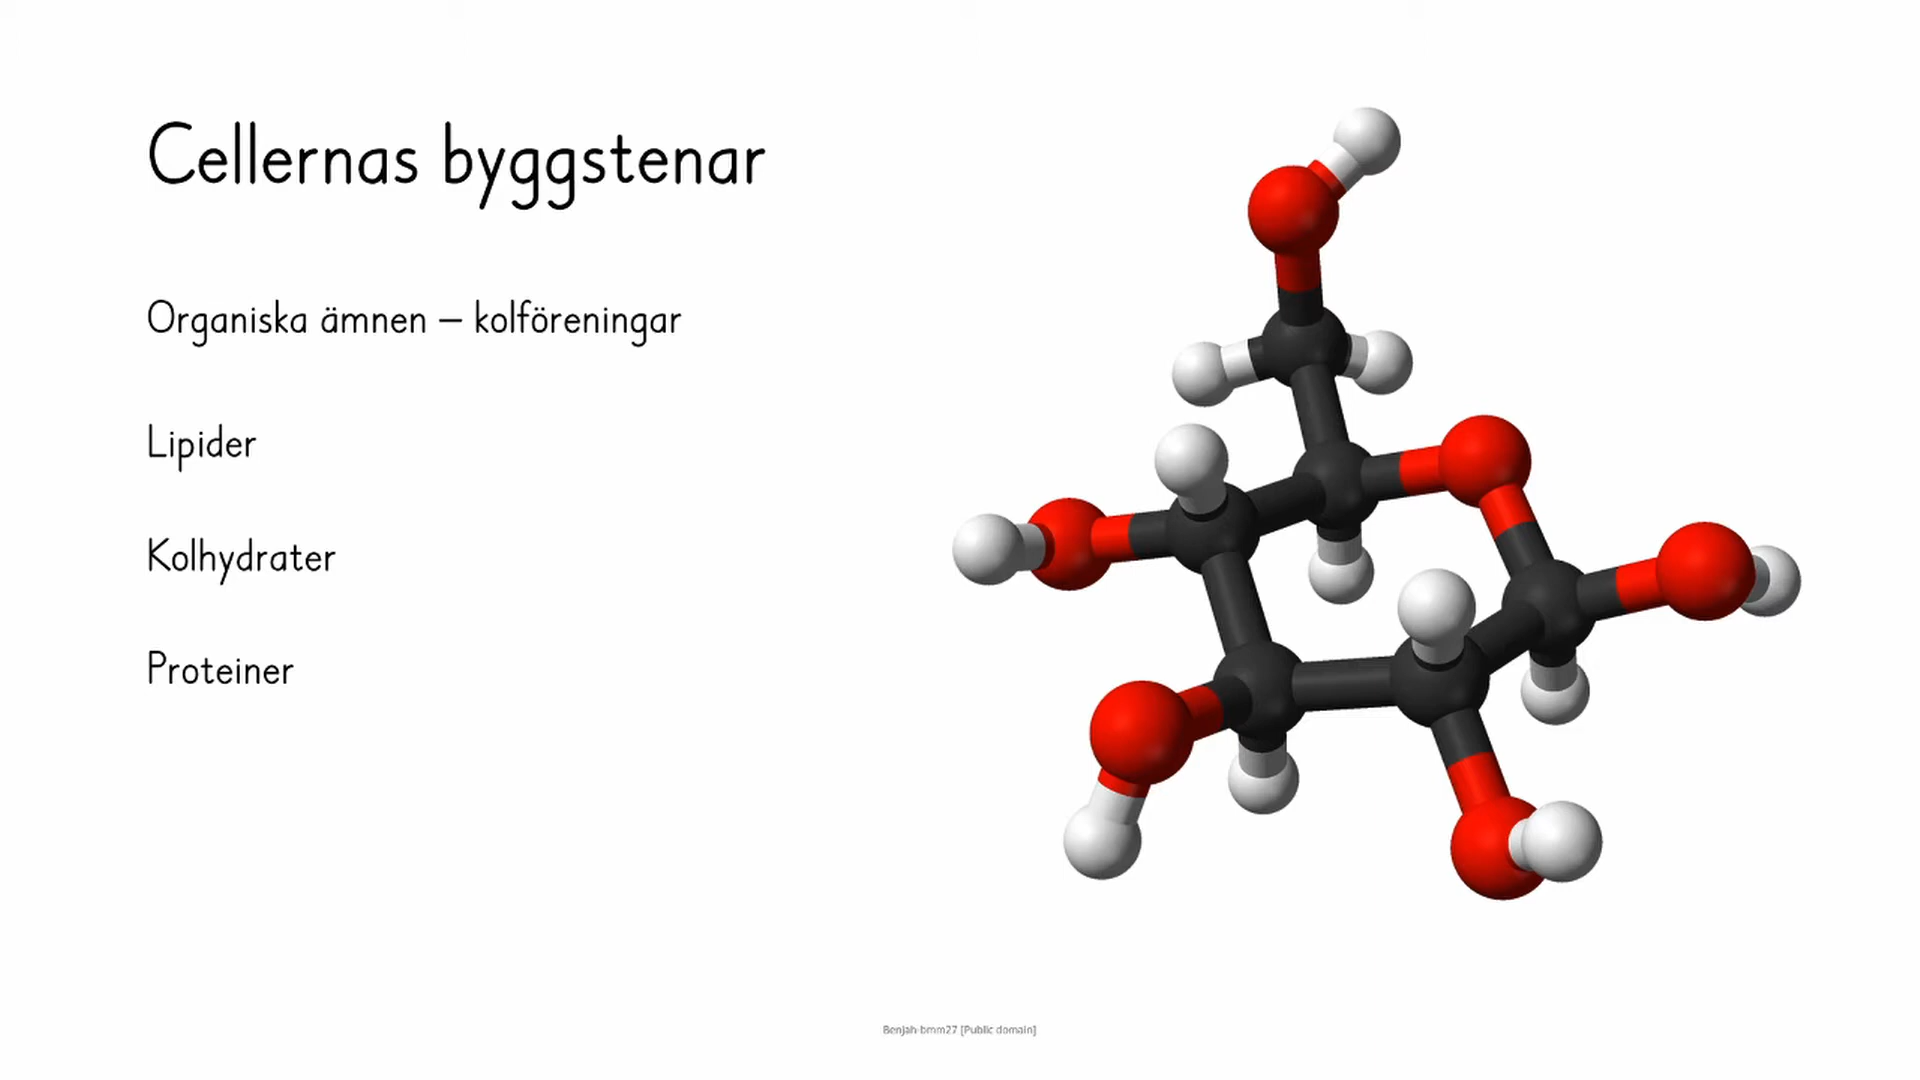 Cellernas byggstenar
Organiska ämnen – kolföreningar
Lipider
Kolhydrater
Proteiner
Benjah-bmm27 [Public domain]